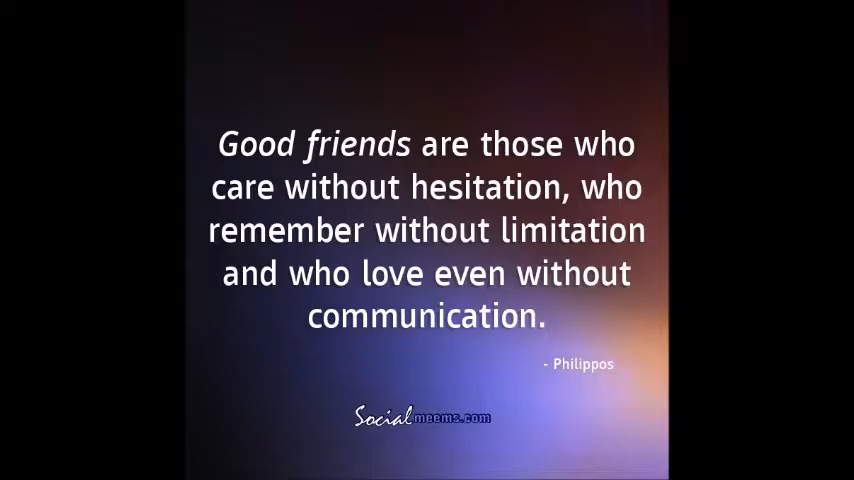 Good friends are those who
care without hesitation, who
remember without limitation
and who love even without
communication.
- Philippos
Socialmeems.com